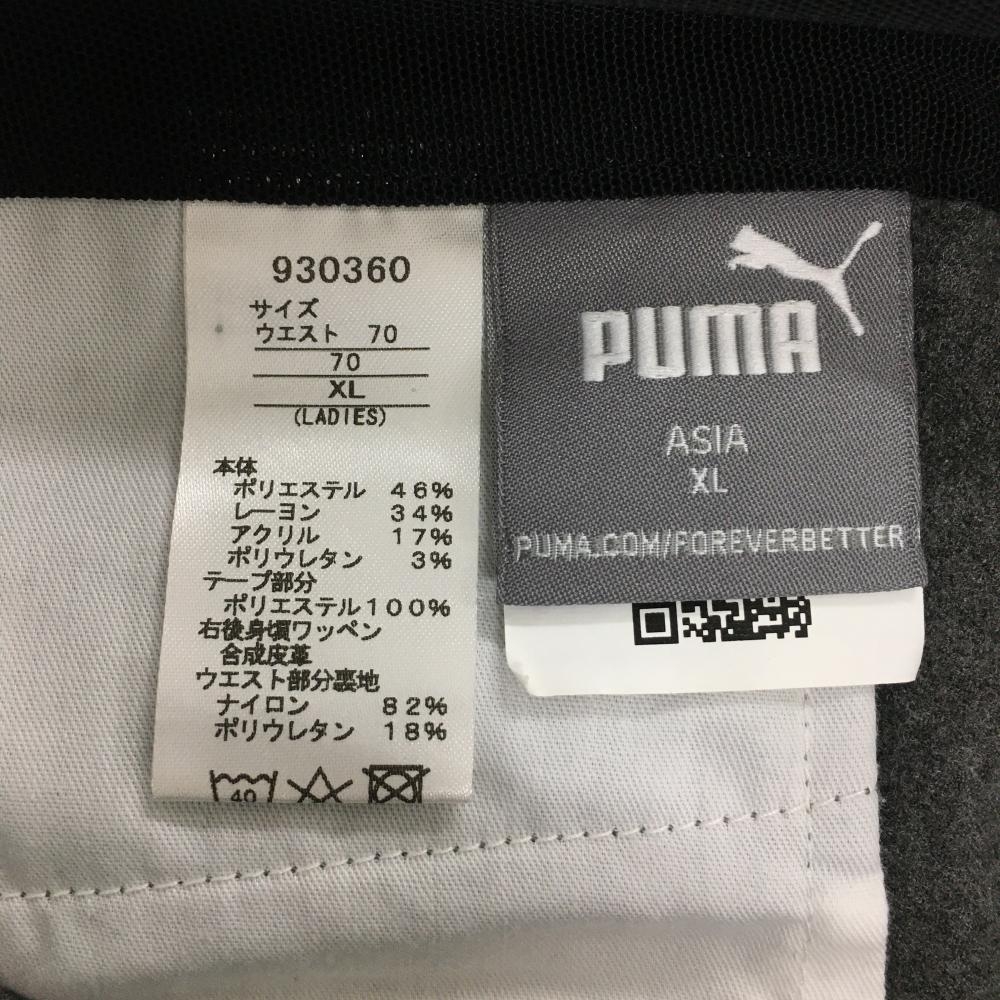 930360
サイズ
ウエスト 70
70
XL
(LADIES)
本体
ポリエステル 46%
レーヨン 34%
アクリル 17%
ポリウレタン 3%
テープ部分
ポリエステル100%
右後身頃ワッペン
合成皮革
ウエスト部分裏地
ナイロン 82%
ポリウレタン 18%
40
PUMA
ASIA
XL
PUMA.COM/FOREVERBETTER